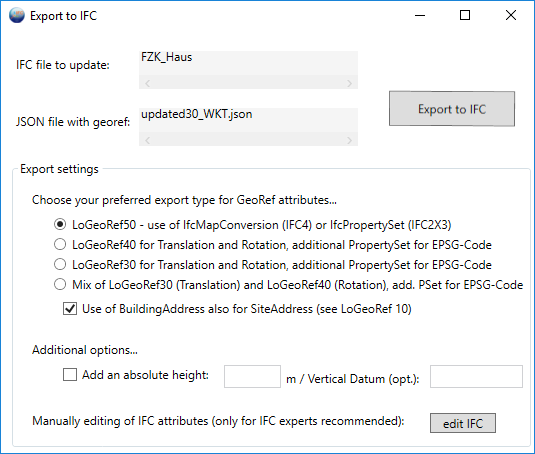 Export to IFC
IFC file to update:
FZK_Haus
JSON file with georef:
updated30_WKT.json
Export to IFC
Export settings
Choose your preferred export type for GeoRef attributes...
LoGeoRef50 - use of IfcMapConversion (IFC4) or IfcPropertySet (IFC2X3)
LoGeoRef40 for Translation and Rotation, additional PropertySet for EPSG-Code
LoGeoRef30 for Translation and Rotation, additional PropertySet for EPSG-Code
Mix of LoGeoRef30 (Translation) and LoGeoRef40 (Rotation), add. PSet for EPSG-Code
Use of BuildingAddress also for SiteAddress (see LoGeoRef 10)
Additional options...
Add an absolute height: m / Vertical Datum (opt.):
Manually editing of IFC attributes (only for IFC experts recommended): edit IFC